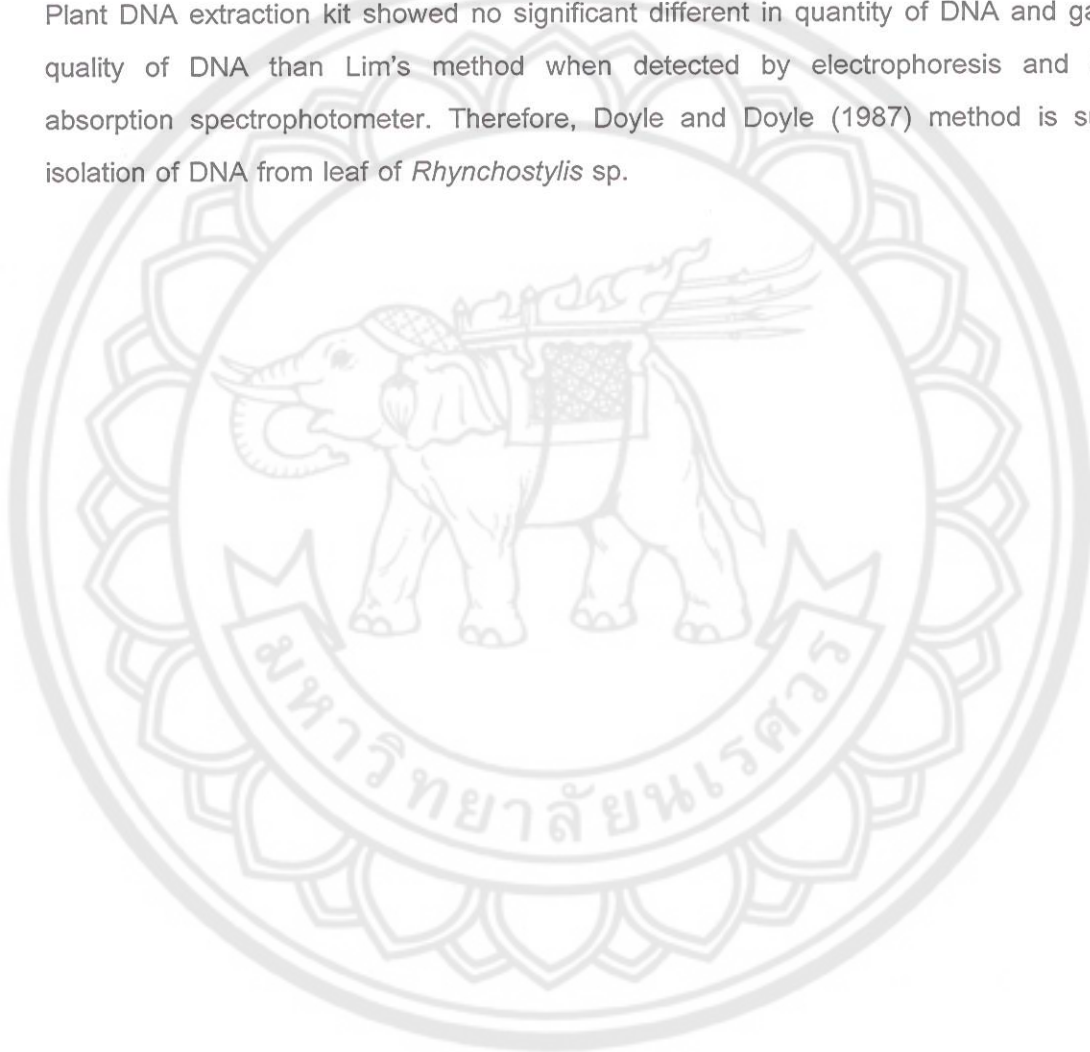 Plant DNA extraction kit showed no significant different in quantity of DNA and
quality of DNA than Lim's method when detected by electrophoresis and
absorption spectrophotometer. Therefore, Doyle and Doyle (1987) method is
isolation of DNA from leaf of Rhynchostylis sp.
มหาวิทยาลัยนเรศวร